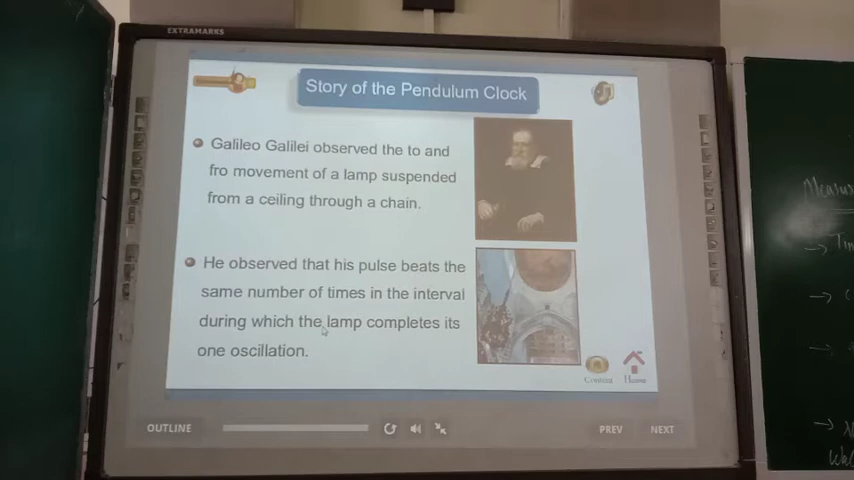 EXTRAMARKS
Story of the Pendulum Clock
Galileo Galilei observed the to and
fro movement of a lamp suspended
from a ceiling through a chain.
He observed that his pulse beats the
same number of times in the interval
during which the lamp completes its
one oscillation.
Content Home
OUTLINE
PREV NEXT